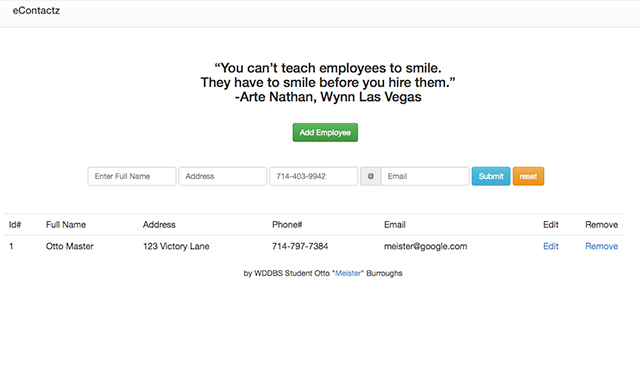 eContactz
“You can’t teach employees to smile.
They have to smile before you hire them.”
-Arte Nathan, Wynn Las Vegas
Add Employee
Enter Full Name Address 714-403-9942 @ Email Submit reset
Id# Full Name Address Phone# Email Edit Remove
1 Otto Master 123 Victory Lane 714-797-7384 meister@google.com Edit Remove
by WDDBS Student Otto "Meister" Burroughs